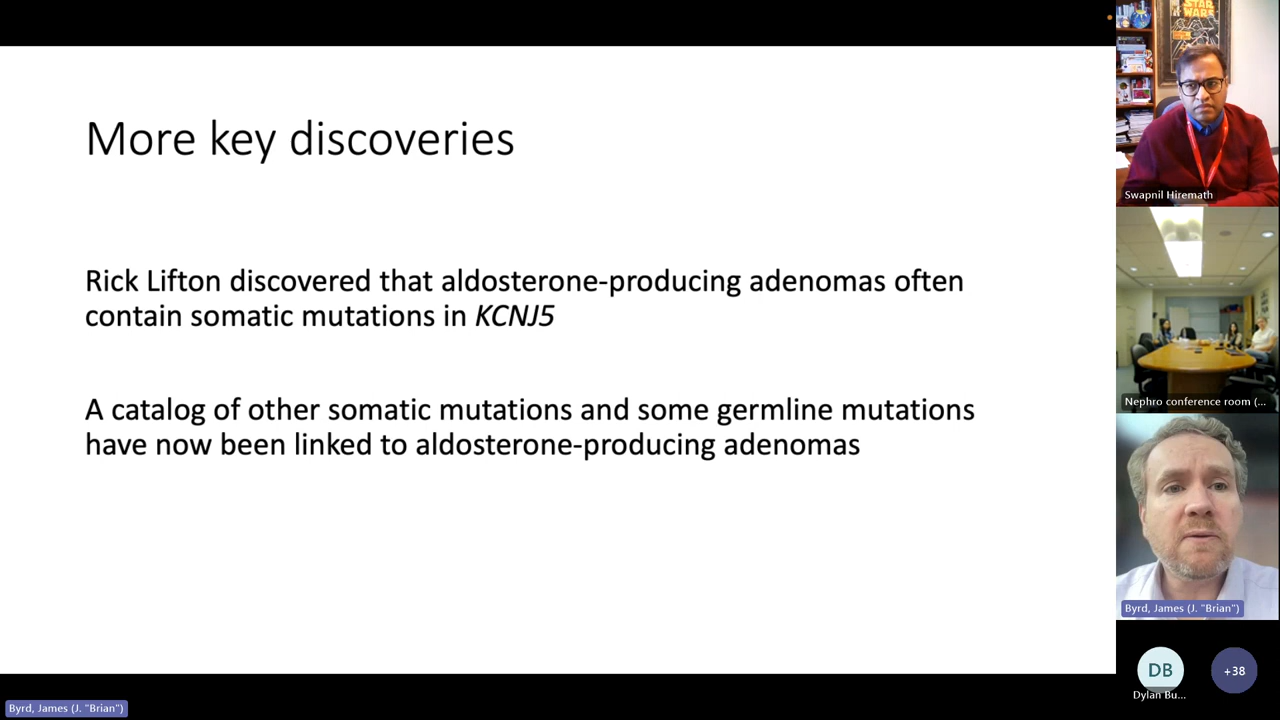 More key discoveries
Rick Lifton discovered that aldosterone-producing adenomas often
contain somatic mutations in KCNJ5
A catalog of other somatic mutations and some germline mutations
have now been linked to aldosterone-producing adenomas
STAR
WARS
Swapnil Hiremath
Nephro conference room (...
Byrd, James (J. "Brian")
DB
+38
Dylan Bu...
Byrd, James (J. "Brian")